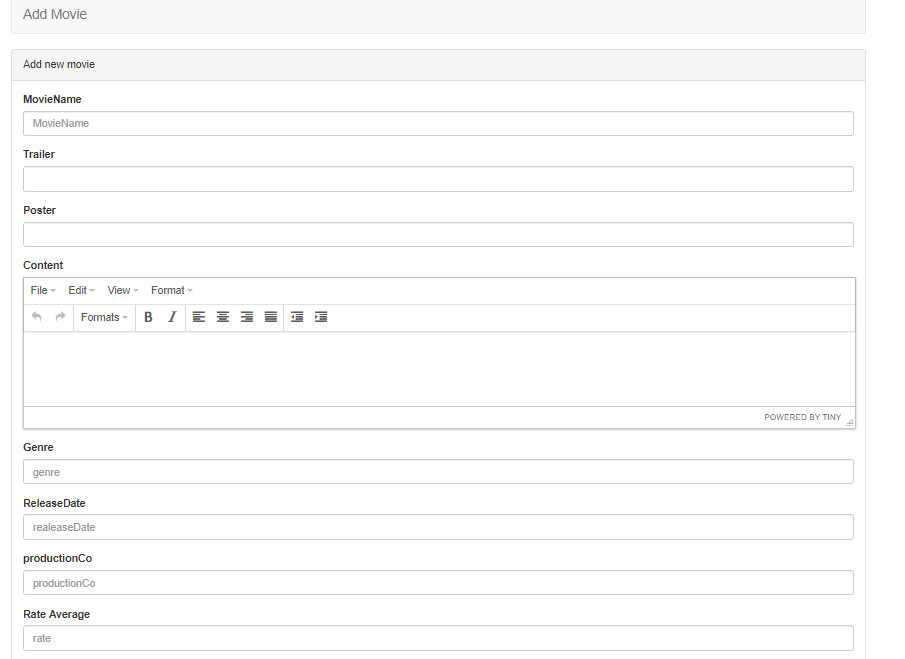 Add Movie
Add new movie
MovieName
MovieName
Trailer
Poster
Content
File Edit View Format
Formats B I
POWERED BY TINY
Genre
genre
ReleaseDate
realeaseDate
productionCo
productionCo
Rate Average
rate